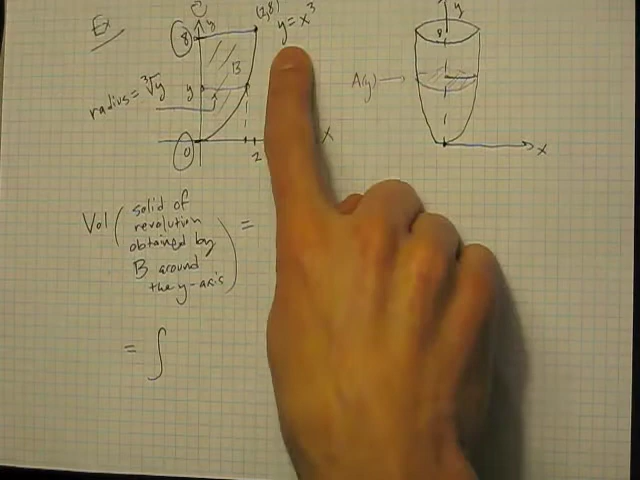 Ex
y
(2,8)
y = x³
8
B
radius = ∛y
y
x
0
2
y
8
A(y)
x
Vol ( solid of
revolution
obtained by
B around
the y-axis ) =
= ∫